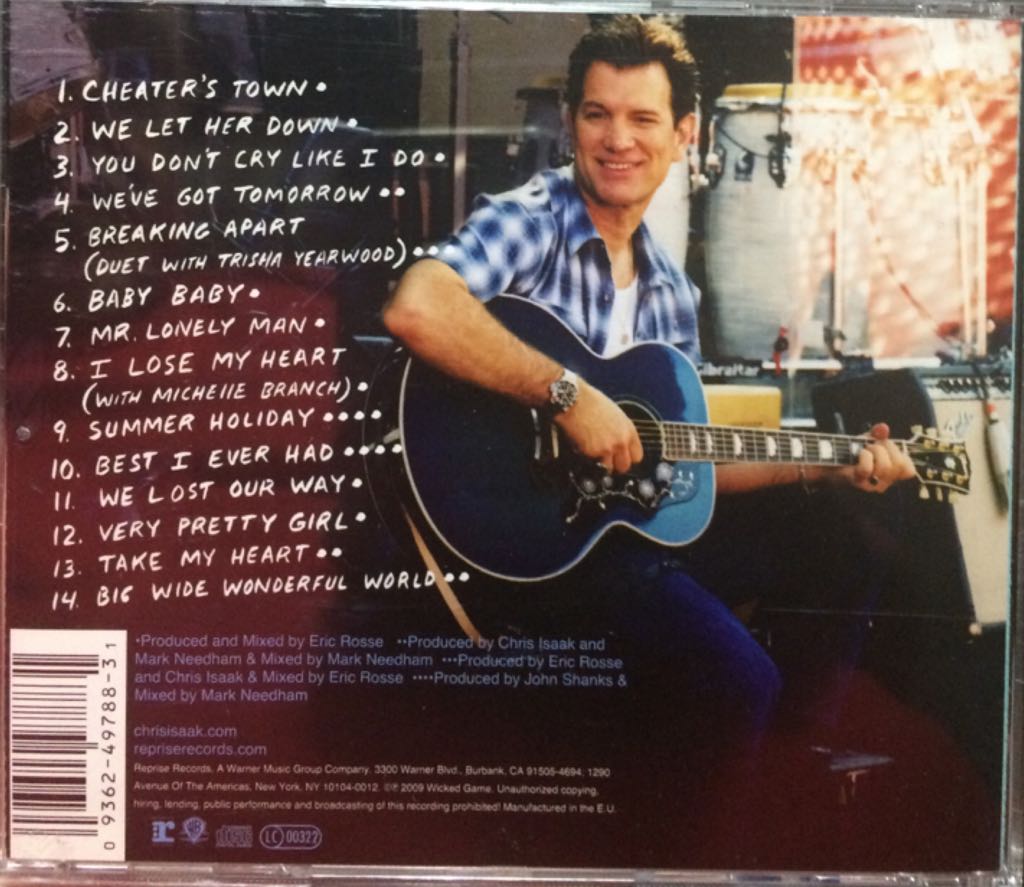 1. CHEATER'S TOWN •
2. WE LET HER DOWN •
3. YOU DON'T CRY LIKE I DO •
4. WE'VE GOT TOMORROW ••
5. BREAKING APART
(DUET WITH TRISHA YEARWOOD) •••
6. BABY BABY •
7. MR. LONELY MAN •
8. I LOSE MY HEART
(WITH MICHELLE BRANCH) •
9. SUMMER HOLIDAY ••••
10. BEST I EVER HAD ••••
11. WE LOST OUR WAY •
12. VERY PRETTY GIRL •
13. TAKE MY HEART ••
14. BIG WIDE WONDERFUL WORLD ••
Gibraltar
•Produced and Mixed by Eric Rosse ••Produced by Chris Isaak and
Mark Needham & Mixed by Mark Needham •••Produced by Eric Rosse
and Chris Isaak & Mixed by Eric Rosse ••••Produced by John Shanks &
Mixed by Mark Needham
chrisisaak.com
repriserecords.com
Reprise Records, A Warner Music Group Company, 3300 Warner Blvd., Burbank, CA 91505-4694; 1290
Avenue Of The Americas, New York, NY 10104-0012. ©℗ 2009 Wicked Game. Unauthorized copying,
hiring, lending, public performance and broadcasting of this recording prohibited! Manufactured in the E.U.
r WB disc LC 00322
0 9362-49788-3 1